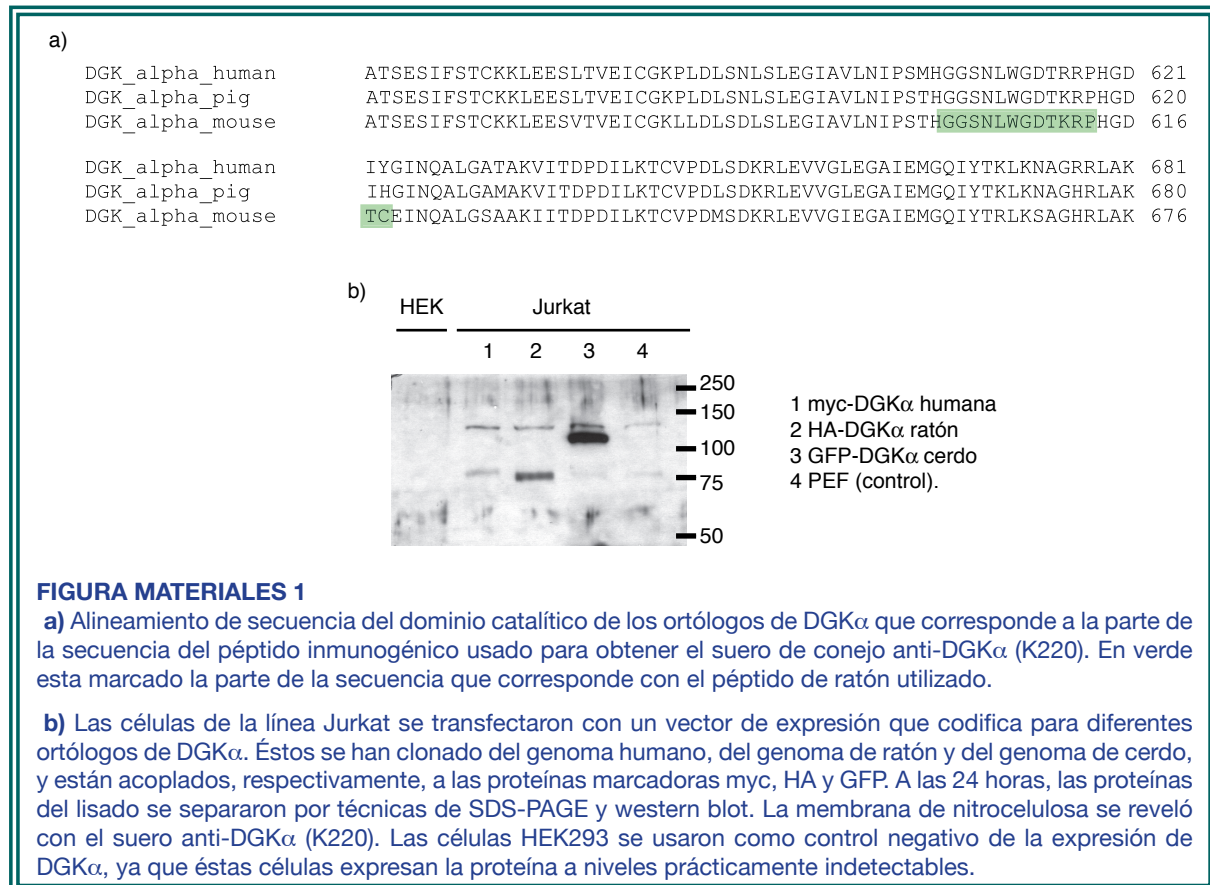 a)
DGK_alpha_human ATSESIFSTCKKLEESLTVEICGKPLDLSNLSLEGIAVLNIPSMHGGSNLWGDTRRPHGD 621
DGK_alpha_pig ATSESIFSTCKKLEESLTVEICGKPLDLSNLSLEGIAVLNIPSTHGGSNLWGDTKRPHGD 620
DGK_alpha_mouse ATSESIFSTCKKLEESVTVEICGKLLDLSDLSLEGIAVLNIPSTHGGSNLWGDTKRPHGD 616
DGK_alpha_human IYGINQALGATAKVITDPDILKTCVPDLSDKRLEVVGLEGAIEMGQIYTKLKNAGRRLAK 681
DGK_alpha_pig IHGINQALGAMAKVITDPDILKTCVPDLSDKRLEVVGLEGAIEMGQIYTKLKNAGRRLAK 680
DGK_alpha_mouse TCEINQALGSAAKIITDPDILKTCVPDMSDKRLEVVGIEGAIEMGQIYTRLKSAGHRLAK 676
b)
HEK Jurkat
1 2 3 4
250
150
100
75
50
1 myc-DGKα humana
2 HA-DGKα ratón
3 GFP-DGKα cerdo
4 PEF (control).
FIGURA MATERIALES 1
a) Alineamiento de secuencia del dominio catalítico de los ortólogos de DGKα que corresponde a la parte de
la secuencia del péptido inmunogénico usado para obtener el suero de conejo anti-DGKα (K220). En verde
esta marcado la parte de la secuencia que corresponde con el péptido de ratón utilizado.
b) Las células de la línea Jurkat se transfectaron con un vector de expresión que codifica para diferentes
ortólogos de DGKα. Éstos se han clonado del genoma humano, del genoma de ratón y del genoma de cerdo,
y están acoplados, respectivamente, a las proteínas marcadoras myc, HA y GFP. A las 24 horas, las proteínas
del lisado se separaron por técnicas de SDS-PAGE y western blot. La membrana de nitrocelulosa se reveló
con el suero anti-DGKα (K220). Las células HEK293 se usaron como control negativo de la expresión de
DGKα, ya que éstas células expresan la proteína a niveles prácticamente indetectables.